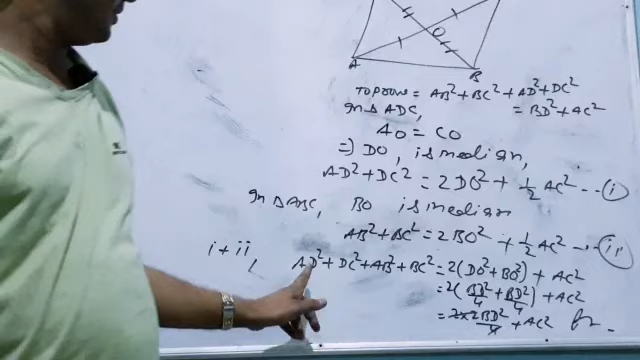 O
A
B
TO prove = AB² + BC² + AD² + DC²
= BD² + AC²
In Δ ADC,
AO = CO
=) DO, is median,
AD² + DC² = 2DO² + 1/2 AC² --- (i)
In Δ ABC, BO is median
AB² + BC² = 2BO² + 1/2 AC² --- (ii)
i + ii,
AD² + DC² + AB² + BC² = 2(DO² + BO²) + AC²
= 2(BD²/4 + BD²/4) + AC²
= 2x2BD²/4 + AC²